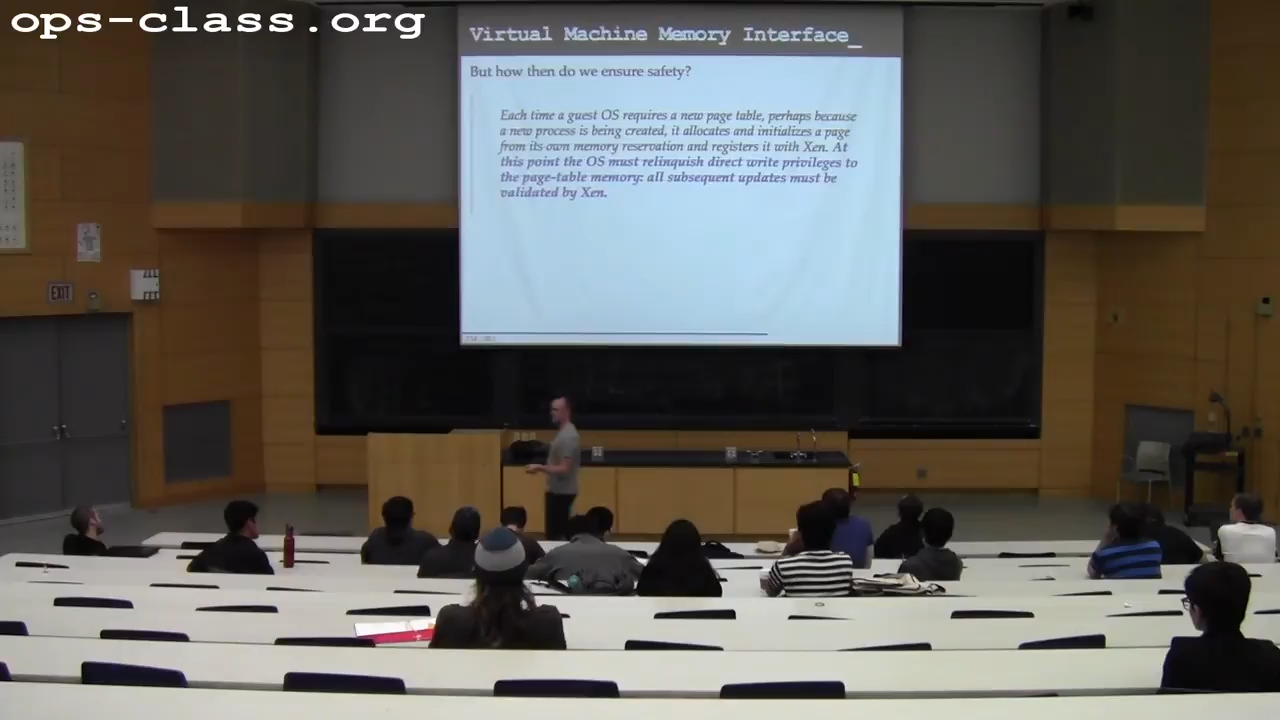 ops-class.org
Virtual Machine Memory Interface_
But how then do we ensure safety?
Each time a guest OS requires a new page table, perhaps because
a new process is being created, it allocates and initializes a page
from its own memory reservation and registers it with Xen. At
this point the OS must relinquish direct write privileges to
the page-table memory: all subsequent updates must be
validated by Xen.
EXIT